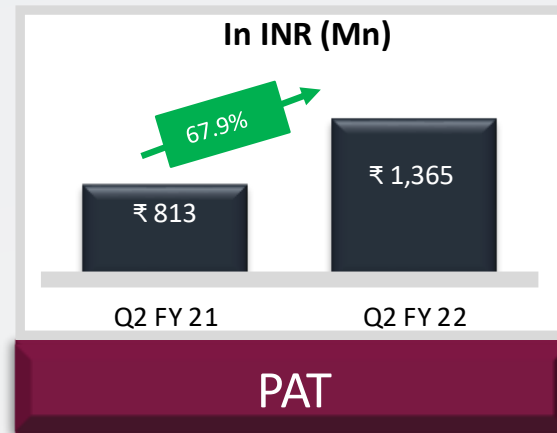 In INR (Mn)
67.9%
₹ 813
₹ 1,365
Q2 FY 21
Q2 FY 22
PAT